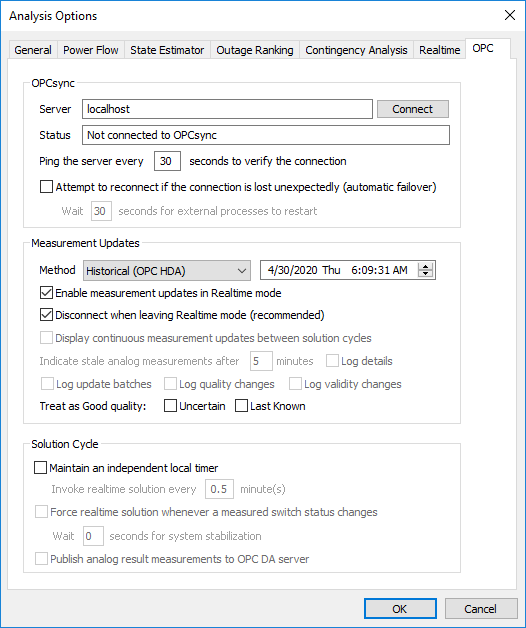 Analysis Options
General Power Flow State Estimator Outage Ranking Contingency Analysis Realtime OPC
OPCsync
Server localhost Connect
Status Not connected to OPCsync
Ping the server every 30 seconds to verify the connection
Attempt to reconnect if the connection is lost unexpectedly (automatic failover)
Wait 30 seconds for external processes to restart
Measurement Updates
Method Historical (OPC HDA) 4/30/2020 Thu 6:09:31 AM
Enable measurement updates in Realtime mode
Disconnect when leaving Realtime mode (recommended)
Display continuous measurement updates between solution cycles
Indicate stale analog measurements after 5 minutes Log details
Log update batches Log quality changes Log validity changes
Treat as Good quality: Uncertain Last Known
Solution Cycle
Maintain an independent local timer
Invoke realtime solution every 0.5 minute(s)
Force realtime solution whenever a measured switch status changes
Wait 0 seconds for system stabilization
Publish analog result measurements to OPC DA server
OK Cancel